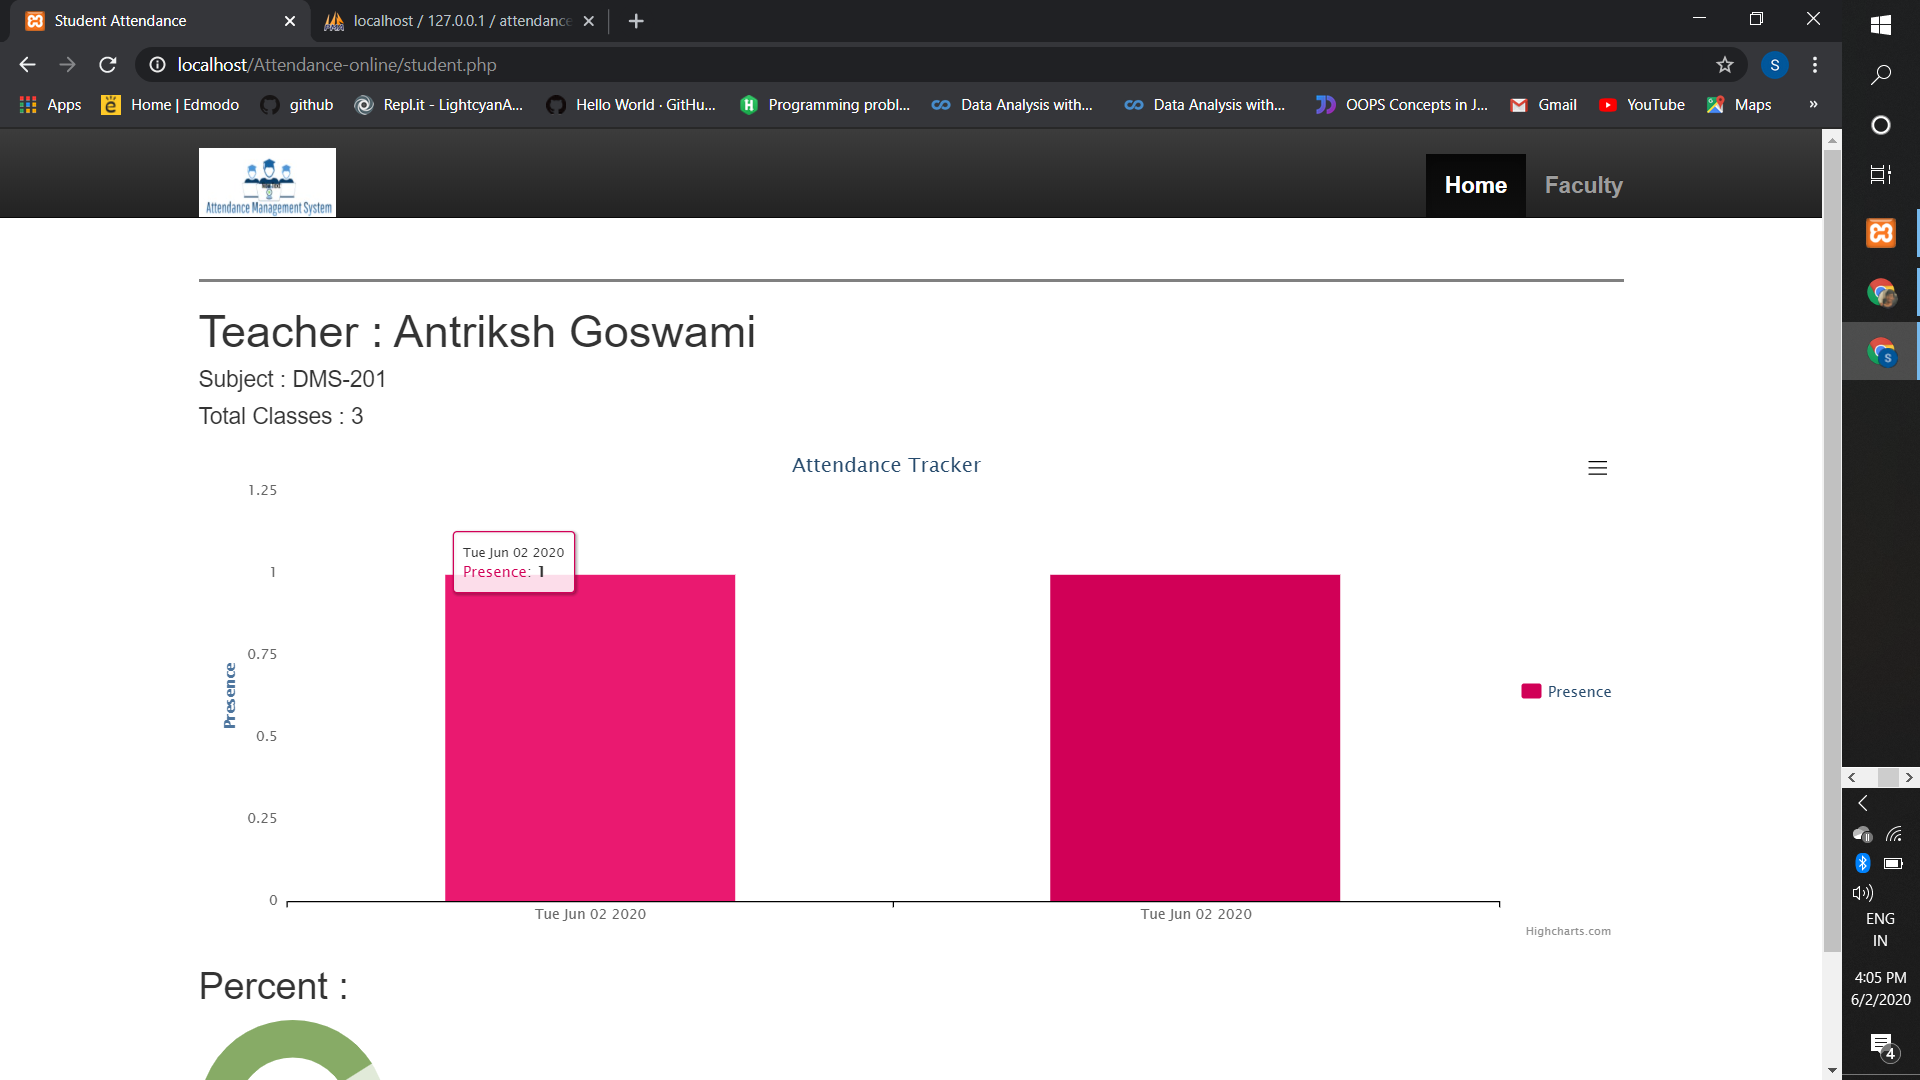 Student Attendance
localhost / 127.0.0.1 / attendance
localhost/Attendance-online/student.php
S
Apps
Home | Edmodo
github
Repl.it - LightcyanA...
Hello World · GitHu...
Programming probl...
Data Analysis with...
Data Analysis with...
OOPS Concepts in J...
Gmail
YouTube
Maps
»
Attendance Management System
Home
Faculty
Teacher : Antriksh Goswami
Subject : DMS-201
Total Classes : 3
Attendance Tracker
1.25
1
0.75
0.5
0.25
0
Presence
Tue Jun 02 2020
Presence: 1
Presence
Tue Jun 02 2020
Tue Jun 02 2020
Highcharts.com
Percent :
S
ENG
IN
4:05 PM
6/2/2020
4